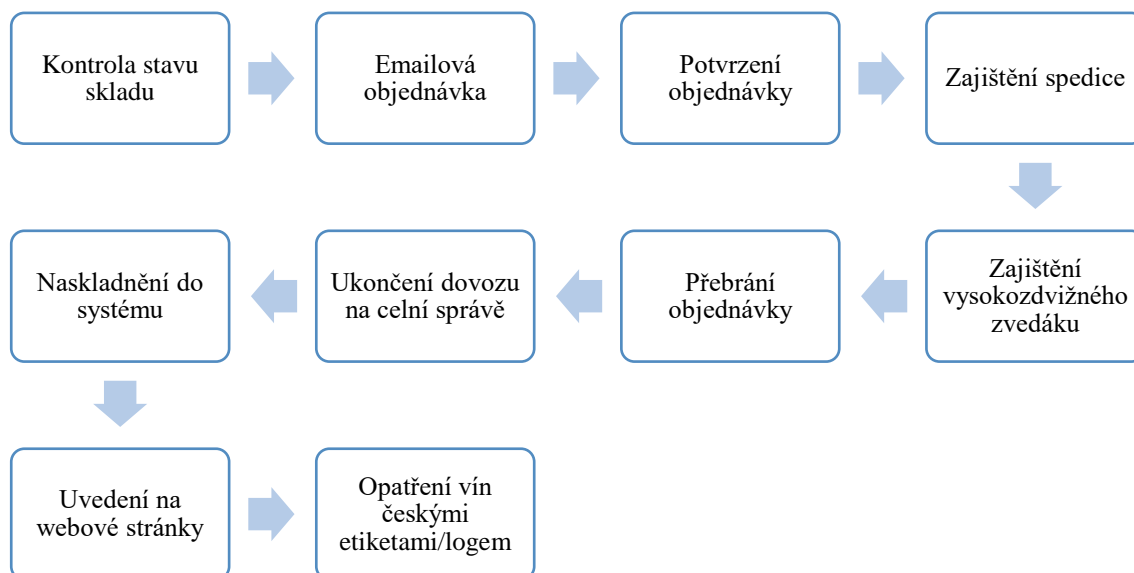 Kontrola stavu
skladu
Emailová
objednávka
Potvrzení
objednávky
Zajištění spedice
Zajištění
vysokozdvižného
zvedáku
Přebrání
objednávky
Ukončení dovozu
na celní správě
Naskladnění do
systému
Uvedení na
webové stránky
Opatření vín
českými
etiketami/logem